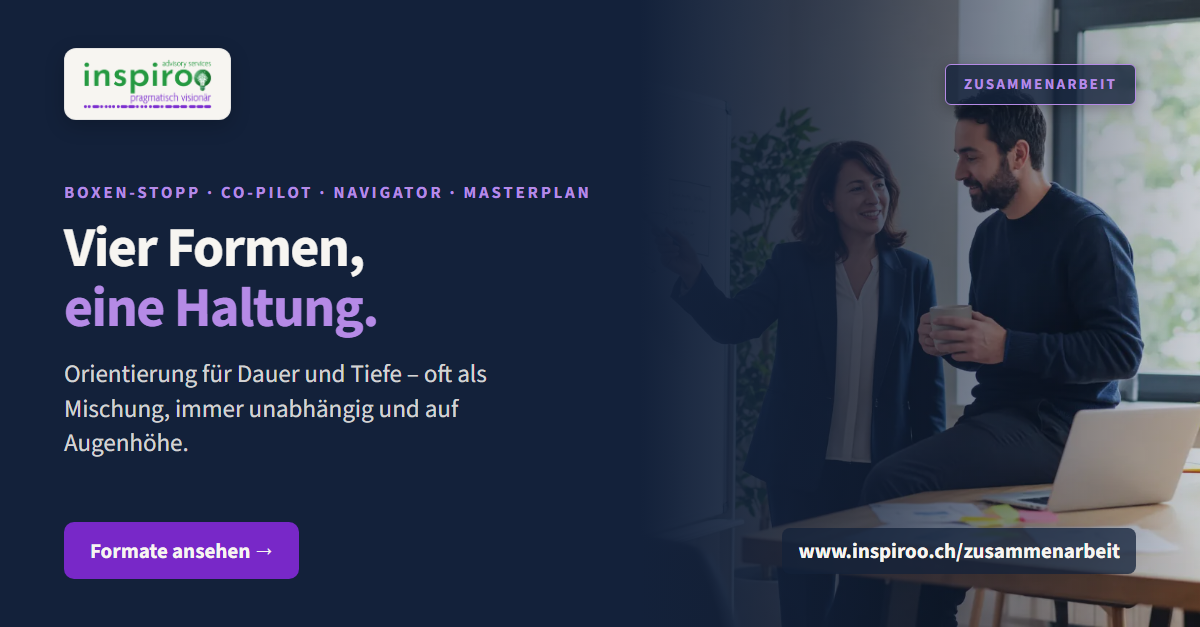 advisory services
inspiroo
pragmatisch visionär
ZUSAMMENARBEIT
BOXEN-STOPP · CO-PILOT · NAVIGATOR · MASTERPLAN
Vier Formen,
eine Haltung.
Orientierung für Dauer und Tiefe – oft als
Mischung, immer unabhängig und auf
Augenhöhe.
Formate ansehen →
www.inspiroo.ch/zusammenarbeit